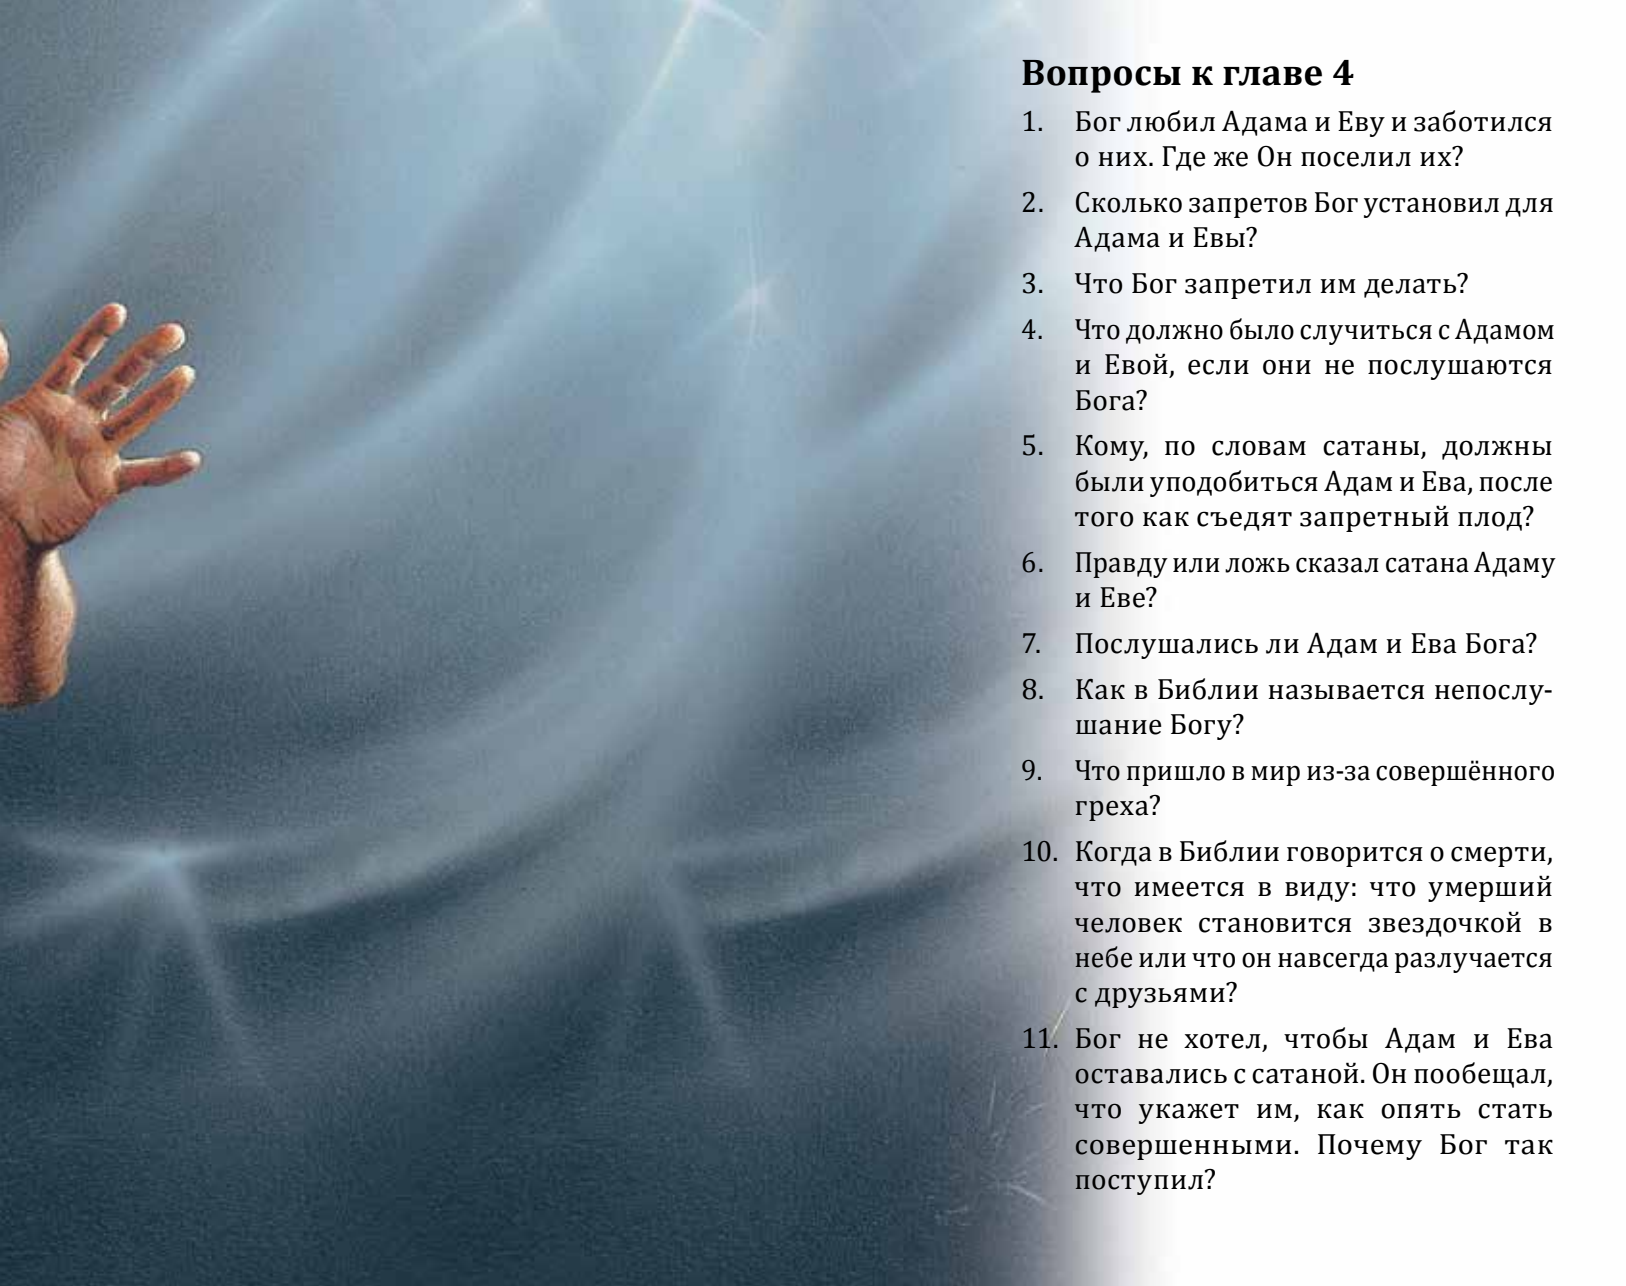 Вопросы к главе 4
1. Бог любил Адама и Еву и заботился
о них. Где же Он поселил их?
2. Сколько запретов Бог установил для
Адама и Евы?
3. Что Бог запретил им делать?
4. Что должно было случиться с Адамом
и Евой, если они не послушаются
Бога?
5. Кому, по словам сатаны, должны
были уподобиться Адам и Ева, после
того как съедят запретный плод?
6. Правду или ложь сказал сатана Адаму
и Еве?
7. Послушались ли Адам и Ева Бога?
8. Как в Библии называется непослу-
шание Богу?
9. Что пришло в мир из-за совершённого
греха?
10. Когда в Библии говорится о смерти,
что имеется в виду: что умерший
человек становится звездочкой в
небе или что он навсегда разлучается
с друзьями?
11. Бог не хотел, чтобы Адам и Ева
оставались с сатаной. Он пообещал,
что укажет им, как опять стать
совершенными. Почему Бог так
поступил?